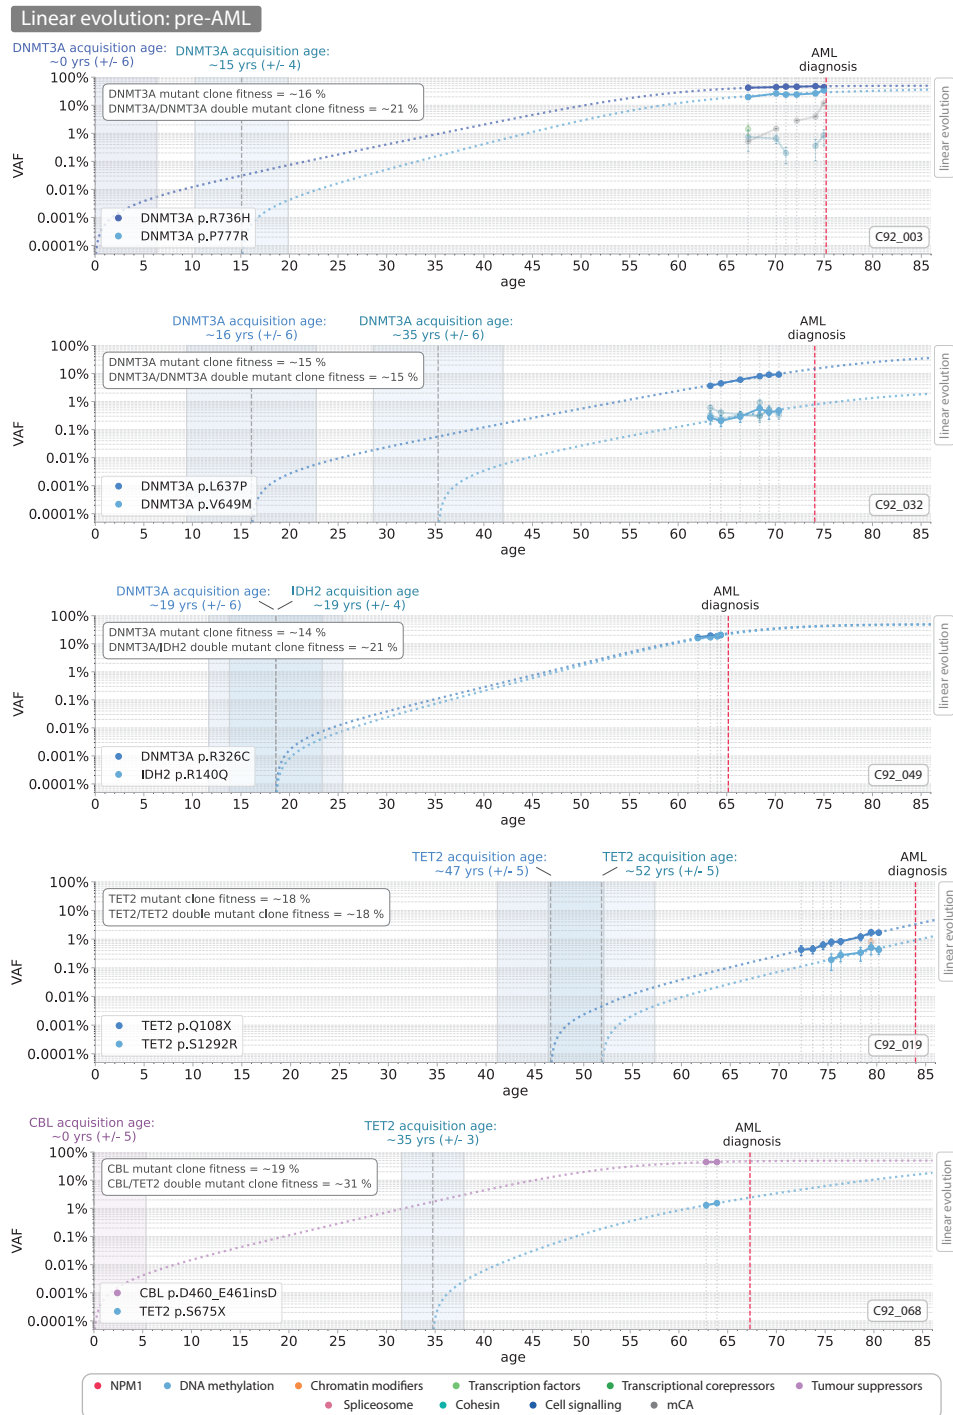 Linear evolution: pre-AML
DNMT3A acquisition age:
~0 yrs (+/- 6)
DNMT3A acquisition age:
~15 yrs (+/- 4)
AML
diagnosis
DNMT3A mutant clone fitness = ~16 %
DNMT3A/DNMT3A double mutant clone fitness = ~21 %
100%
10%
1%
0.1%
0.01%
0.001%
0.0001%
VAF
DNMT3A p.R736H
DNMT3A p.P777R
C92_003
linear evolution
0 5 10 15 20 25 30 35 40 45 50 55 60 65 70 75 80 85
age
DNMT3A acquisition age:
~16 yrs (+/- 6)
DNMT3A acquisition age:
~35 yrs (+/- 6)
AML
diagnosis
DNMT3A mutant clone fitness = ~15 %
DNMT3A/DNMT3A double mutant clone fitness = ~15 %
100%
10%
1%
0.1%
0.01%
0.001%
0.0001%
VAF
DNMT3A p.L637P
DNMT3A p.V649M
C92_032
linear evolution
0 5 10 15 20 25 30 35 40 45 50 55 60 65 70 75 80 85
age
DNMT3A acquisition age:
~19 yrs (+/- 6)
IDH2 acquisition age
~19 yrs (+/- 4)
AML
diagnosis
DNMT3A mutant clone fitness = ~14 %
DNMT3A/IDH2 double mutant clone fitness = ~21 %
100%
10%
1%
0.1%
0.01%
0.001%
0.0001%
VAF
DNMT3A p.R326C
IDH2 p.R140Q
C92_049
linear evolution
0 5 10 15 20 25 30 35 40 45 50 55 60 65 70 75 80 85
age
TET2 acquisition age:
~47 yrs (+/- 5)
TET2 acquisition age:
~52 yrs (+/- 5)
AML
diagnosis
TET2 mutant clone fitness = ~18 %
TET2/TET2 double mutant clone fitness = ~18 %
100%
10%
1%
0.1%
0.01%
0.001%
0.0001%
VAF
TET2 p.Q108X
TET2 p.S1292R
C92_019
linear evolution
0 5 10 15 20 25 30 35 40 45 50 55 60 65 70 75 80 85
age
CBL acquisition age:
~0 yrs (+/- 5)
TET2 acquisition age:
~35 yrs (+/- 3)
AML
diagnosis
CBL mutant clone fitness = ~19 %
CBL/TET2 double mutant clone fitness = ~31 %
100%
10%
1%
0.1%
0.01%
0.001%
0.0001%
VAF
CBL p.D460_E461insD
TET2 p.S675X
C92_068
linear evolution
0 5 10 15 20 25 30 35 40 45 50 55 60 65 70 75 80 85
age
NPM1 DNA methylation Chromatin modifiers Transcription factors Transcriptional corepressors Tumour suppressors
Spliceosome Cohesin Cell signalling mCA